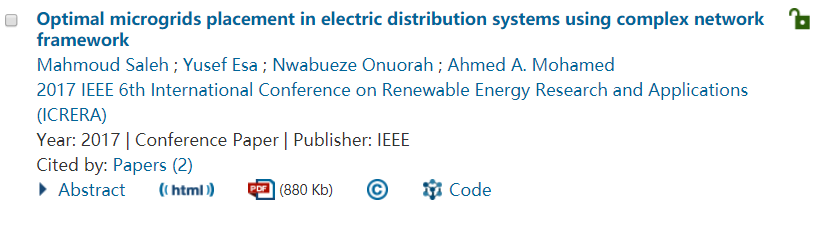 Optimal microgrids placement in electric distribution systems using complex network
framework
Mahmoud Saleh ; Yusef Esa ; Nwabueze Onuorah ; Ahmed A. Mohamed
2017 IEEE 6th International Conference on Renewable Energy Research and Applications
(ICRERA)
Year: 2017 | Conference Paper | Publisher: IEEE
Cited by: Papers (2)
Abstract ((html)) PDF (880 Kb) © Code